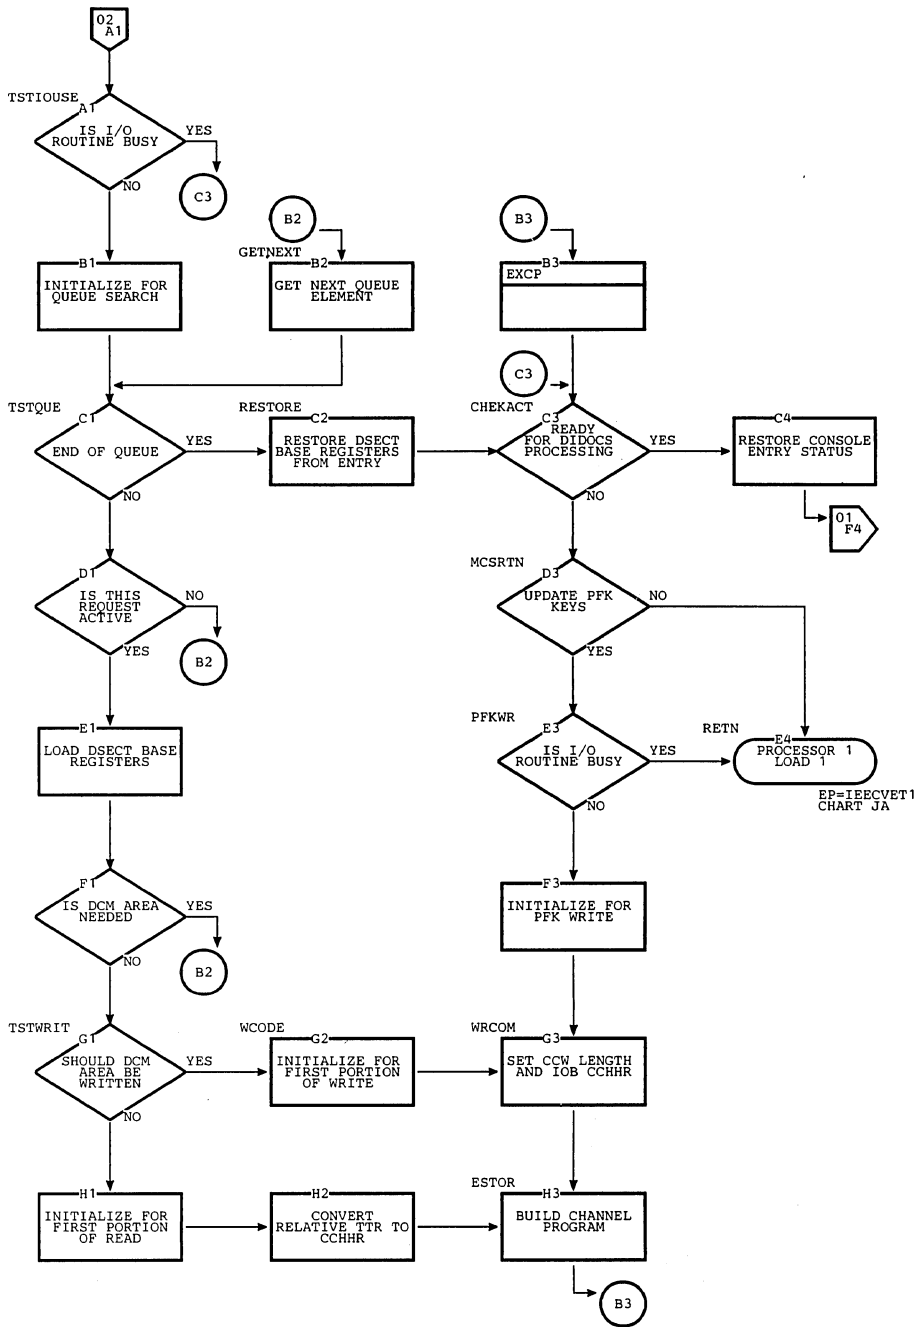 02
A1
TSTIOUSE
A1
IS I/O
ROUTINE BUSY
YES
NO
C3
B2
B3
GETNEXT
B1
INITIALIZE FOR
QUEUE SEARCH
B2
GET NEXT QUEUE
ELEMENT
B3
EXCP
C3
TSTQUE
C1
END OF QUEUE
YES
NO
RESTORE
C2
RESTORE DSECT
BASE REGISTERS
FROM ENTRY
CHEKACT
C3
READY
FOR DIDOCS
PROCESSING
YES
NO
C4
RESTORE CONSOLE
ENTRY STATUS
01
F4
D1
IS THIS
REQUEST
ACTIVE
NO
YES
B2
MCSRTN
D3
UPDATE PFK
KEYS
NO
YES
E1
LOAD DSECT BASE
REGISTERS
PFKWR
E3
IS I/O
ROUTINE BUSY
YES
NO
RETN
E4
PROCESSOR 1
LOAD 1
EP=IEECVET1
CHART JA
F1
IS DCM AREA
NEEDED
YES
NO
B2
F3
INITIALIZE FOR
PFK WRITE
TSTWRIT
G1
SHOULD DCM
AREA BE
WRITTEN
YES
NO
WCODE
G2
INITIALIZE FOR
FIRST PORTION
OF WRITE
WRCOM
G3
SET CCW LENGTH
AND IOB CCHHR
H1
INITIALIZE FOR
FIRST PORTION
OF READ
H2
CONVERT
RELATIVE TTR TO
CCHHR
ESTOR
H3
BUILD CHANNEL
PROGRAM
B3